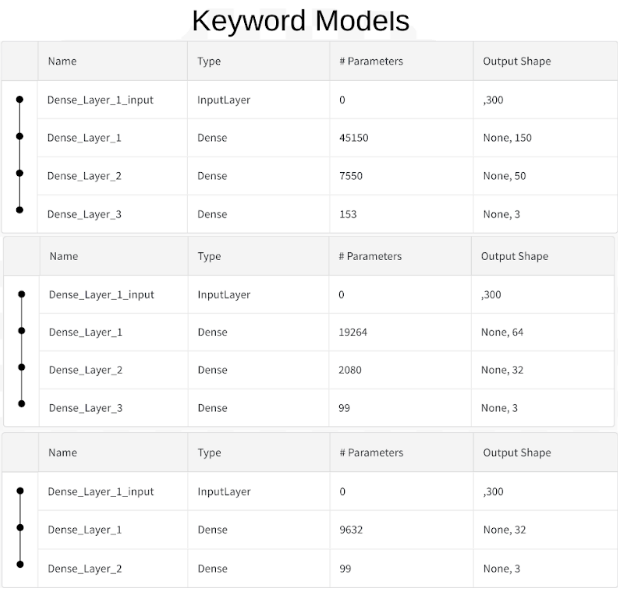 Keyword Models
Name Type # Parameters Output Shape
Dense_Layer_1_input InputLayer 0 ,300
Dense_Layer_1 Dense 45150 None, 150
Dense_Layer_2 Dense 7550 None, 50
Dense_Layer_3 Dense 153 None, 3
Name Type # Parameters Output Shape
Dense_Layer_1_input InputLayer 0 ,300
Dense_Layer_1 Dense 19264 None, 64
Dense_Layer_2 Dense 2080 None, 32
Dense_Layer_3 Dense 99 None, 3
Name Type # Parameters Output Shape
Dense_Layer_1_input InputLayer 0 ,300
Dense_Layer_1 Dense 9632 None, 32
Dense_Layer_2 Dense 99 None, 3